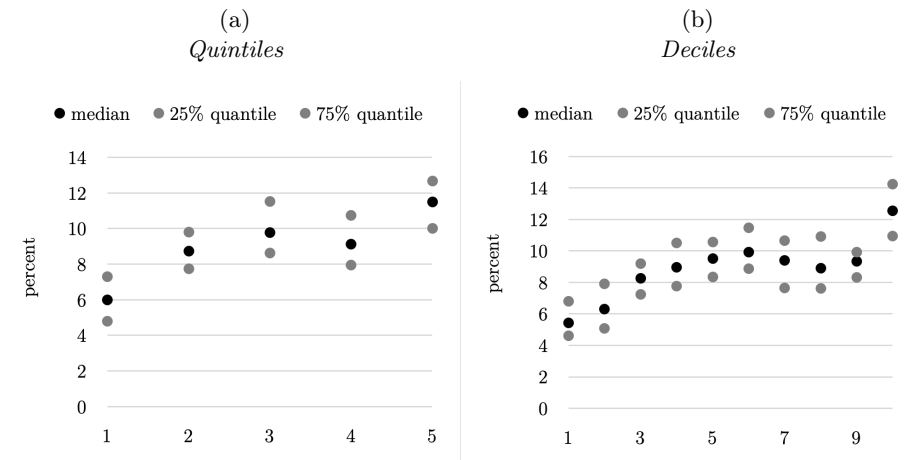 (a)
Quintiles
median 25% quantile 75% quantile
14
12
10
8
6
4
2
0
percent
1 2 3 4 5
(b)
Deciles
median 25% quantile 75% quantile
16
14
12
10
8
6
4
2
0
percent
1 3 5 7 9